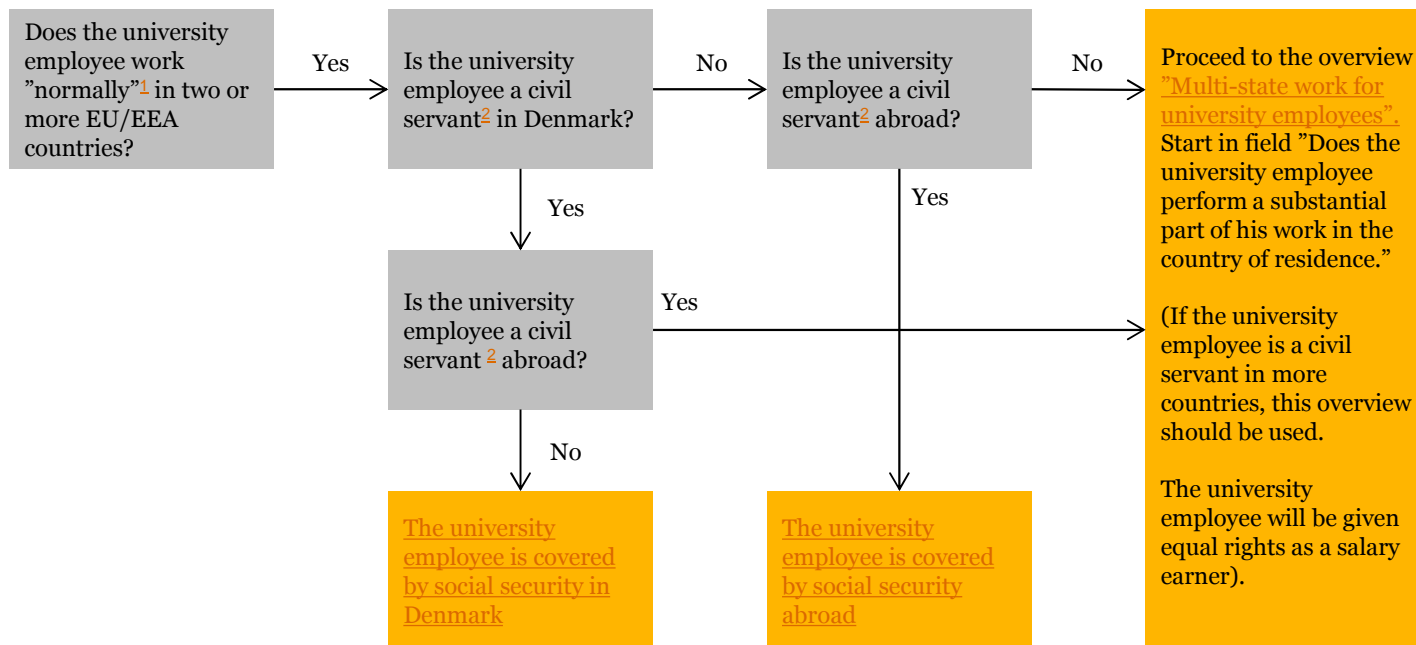 Does the university
employee work
”normally”1 in two or
more EU/EEA
countries?
Yes
Is the university
employee a civil
servant2 in Denmark?
No
Is the university
employee a civil
servant2 abroad?
No
Proceed to the overview
”Multi-state work for
university employees”.
Start in field ”Does the
university employee
perform a substantial
part of his work in the
country of residence.”
(If the university
employee is a civil
servant in more
countries, this overview
should be used.
The university
employee will be given
equal rights as a salary
earner).
Yes
Yes
Is the university
employee a civil
servant 2 abroad?
Yes
No
The university
employee is covered
by social security in
Denmark
The university
employee is covered
by social security
abroad